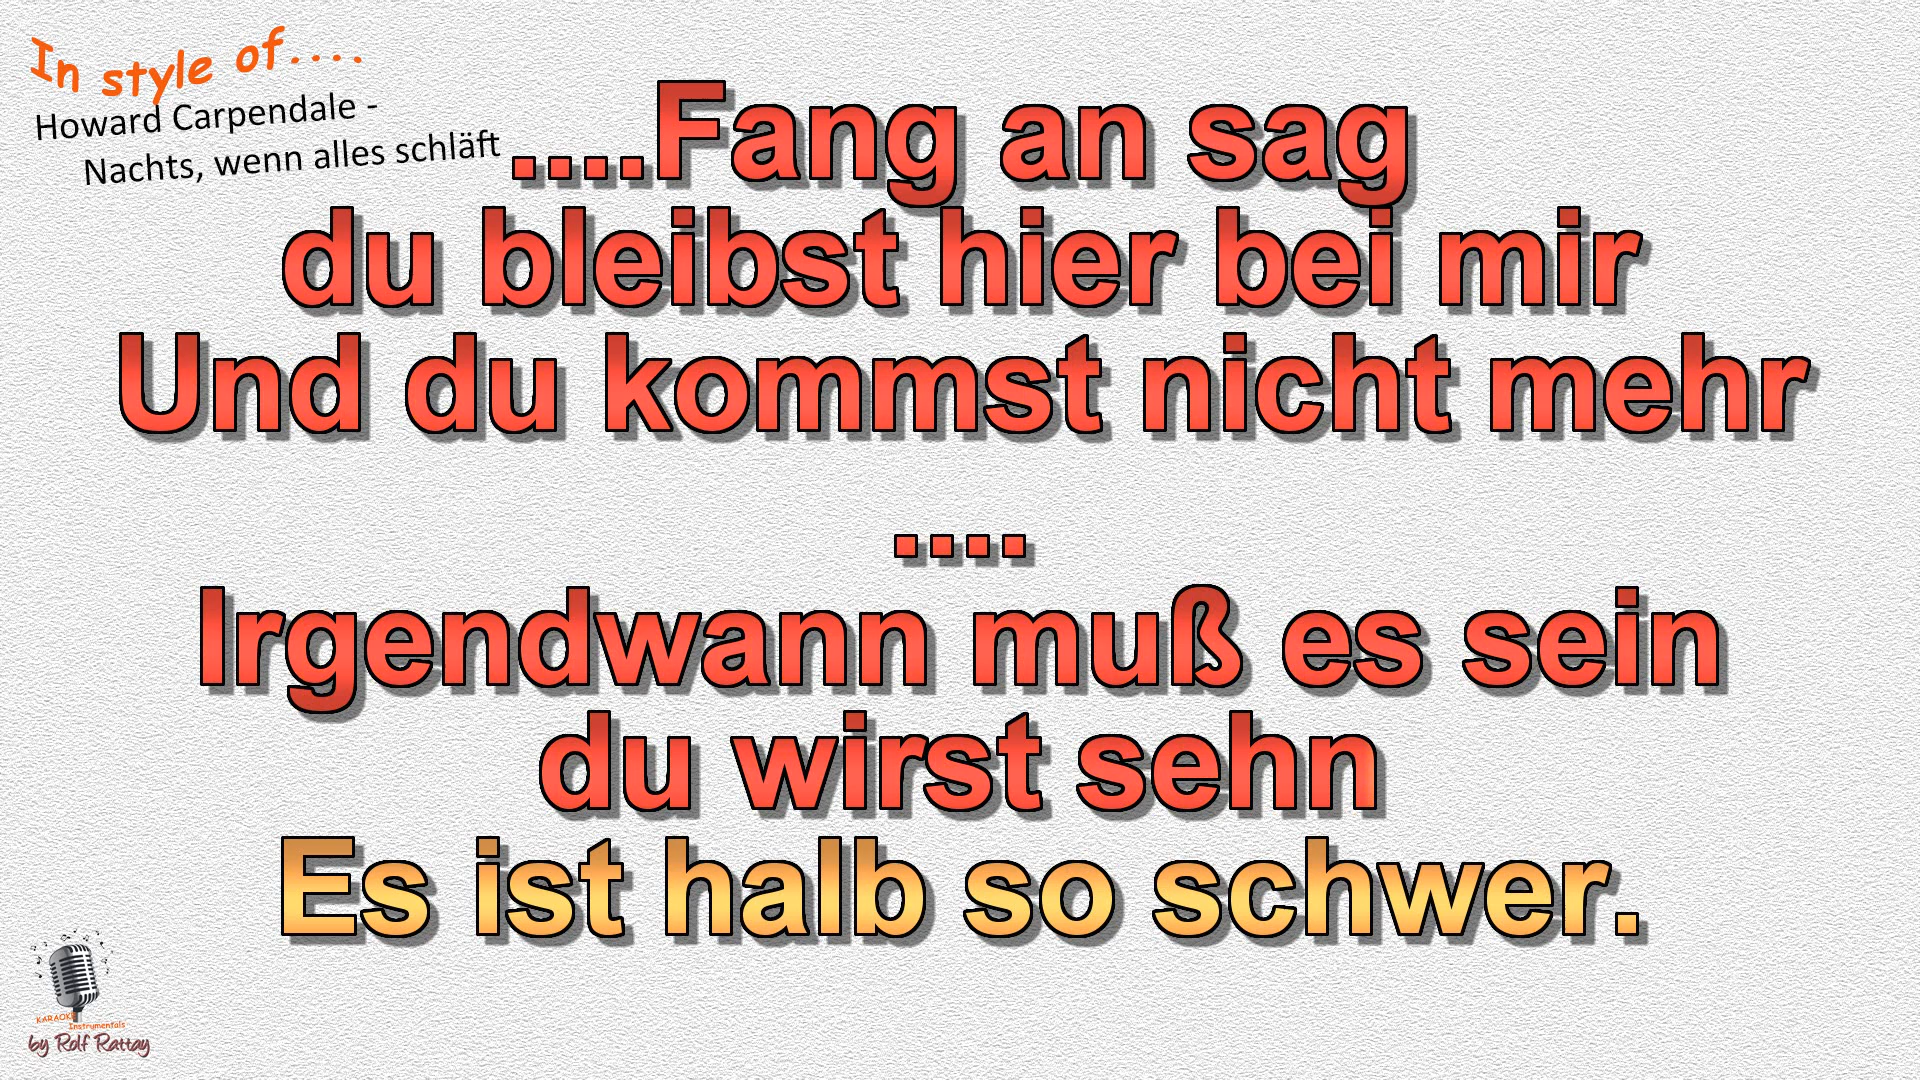 In style of....
Howard Carpendale -
Nachts, wenn alles schläft
....Fang an sag
du bleibst hier bei mir
Und du kommst nicht mehr
....
Irgendwann muß es sein
du wirst sehn
Es ist halb so schwer.
KARAOKE
Instrumentals
by Rolf Rattay